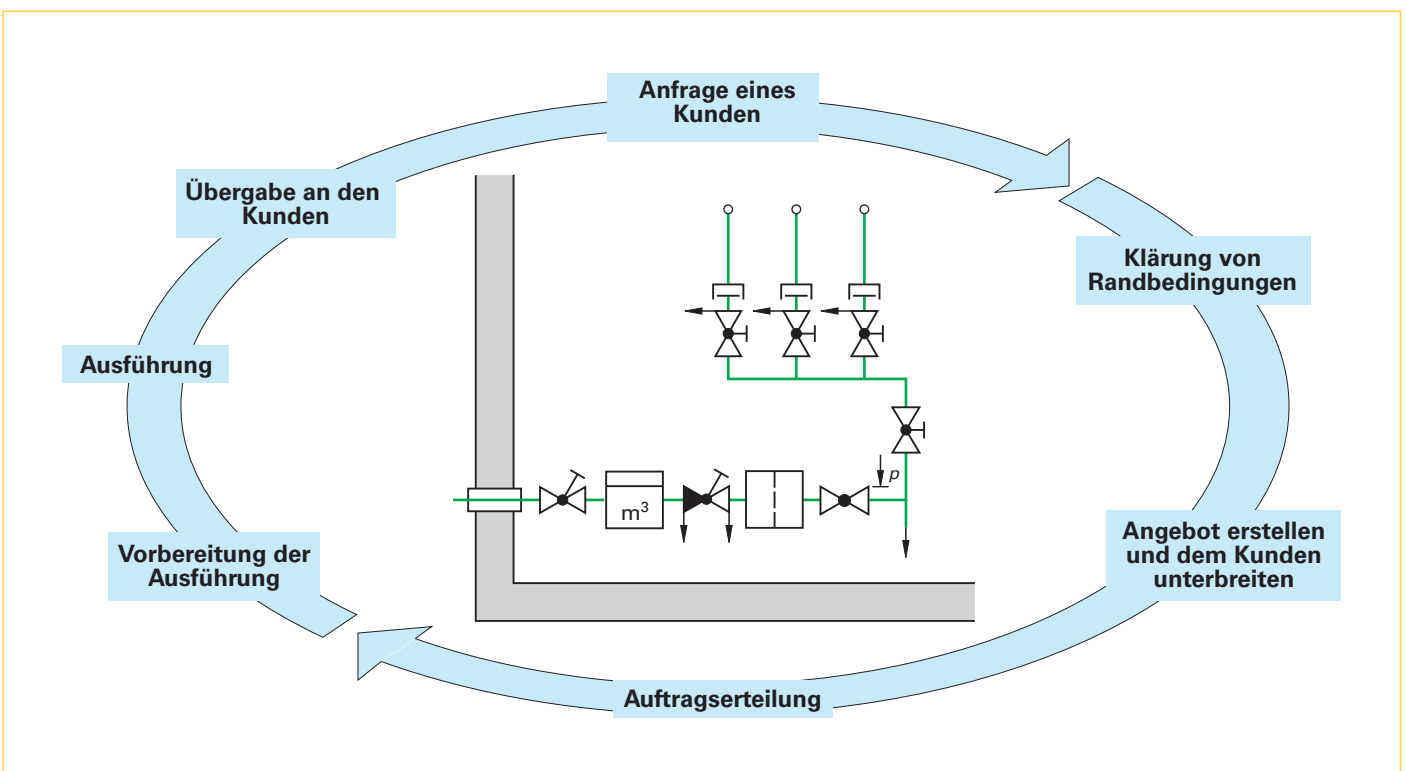 Anfrage eines
Kunden
Klärung von
Randbedingungen
Angebot erstellen
und dem Kunden
unterbreiten
Auftragserteilung
Vorbereitung der
Ausführung
Ausführung
Übergabe an den
Kunden
p
m³